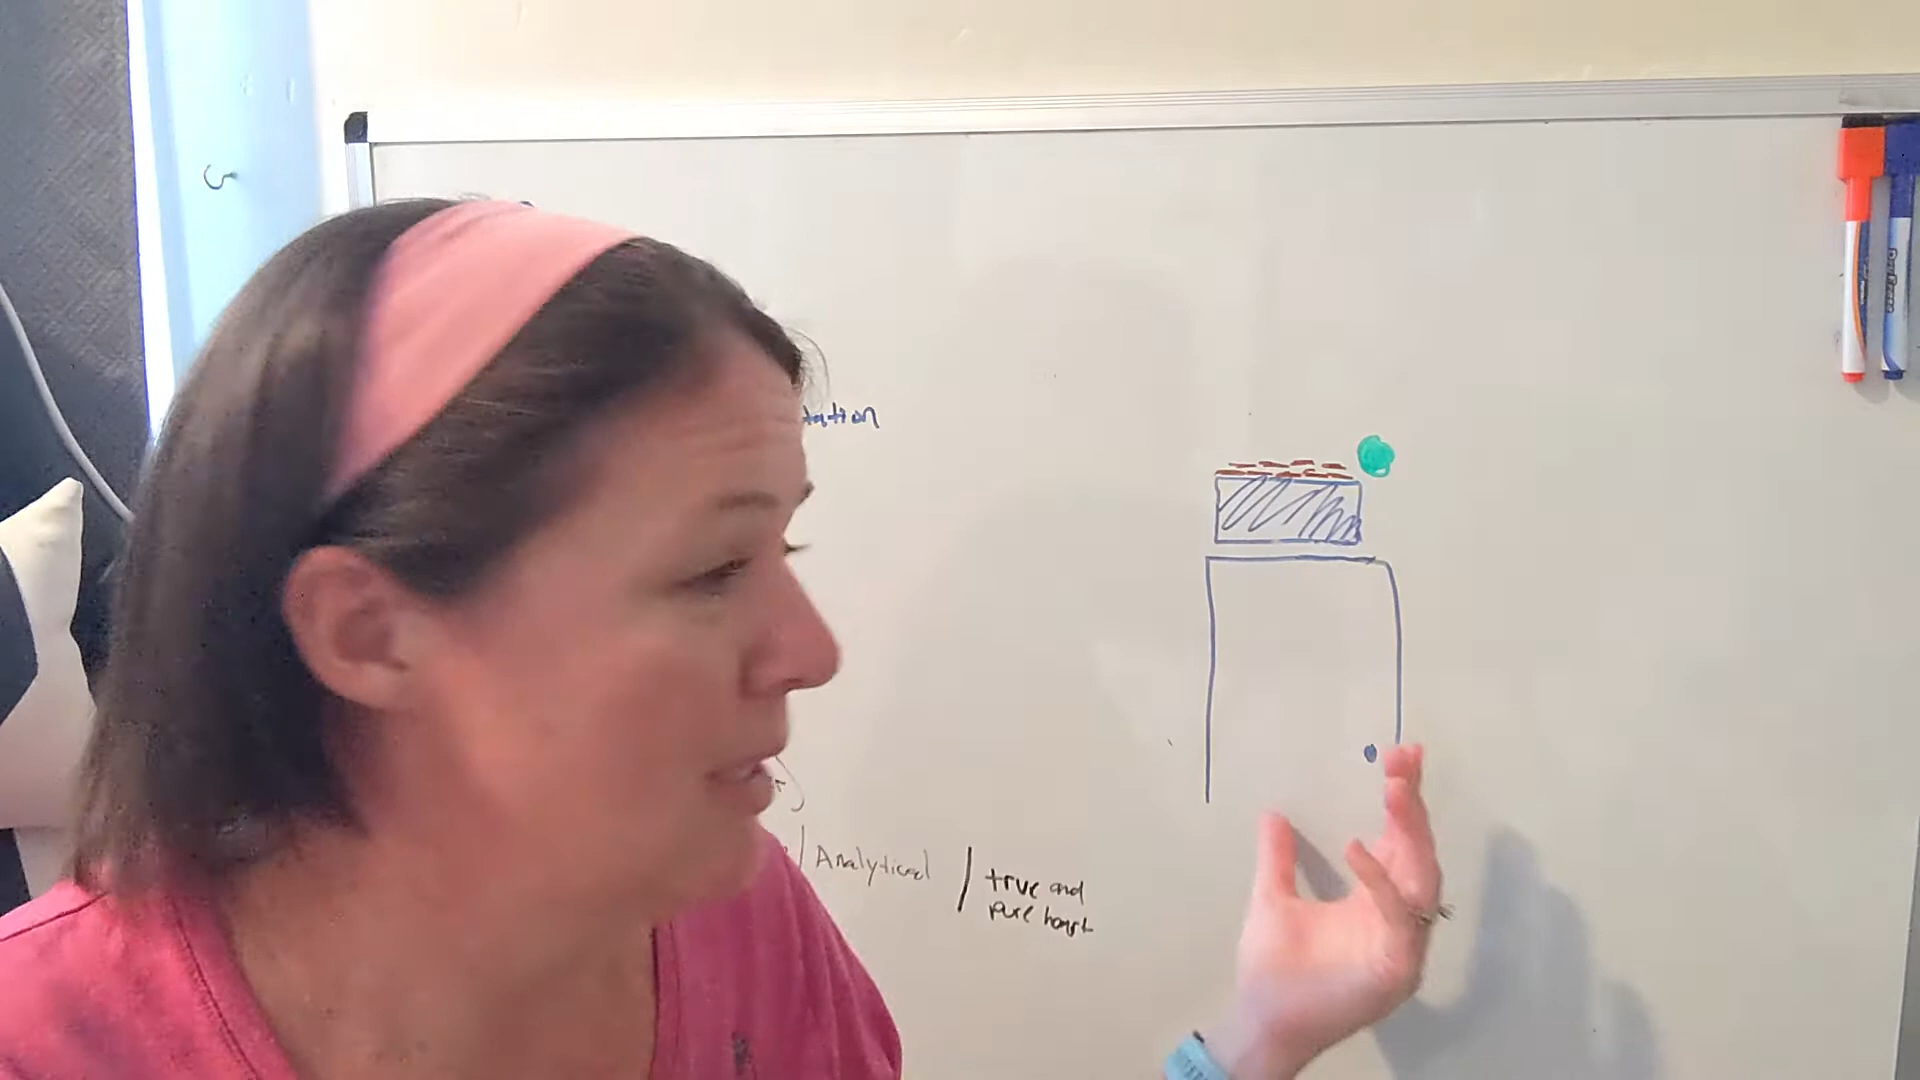 tation
Analytical
true and
pure heart